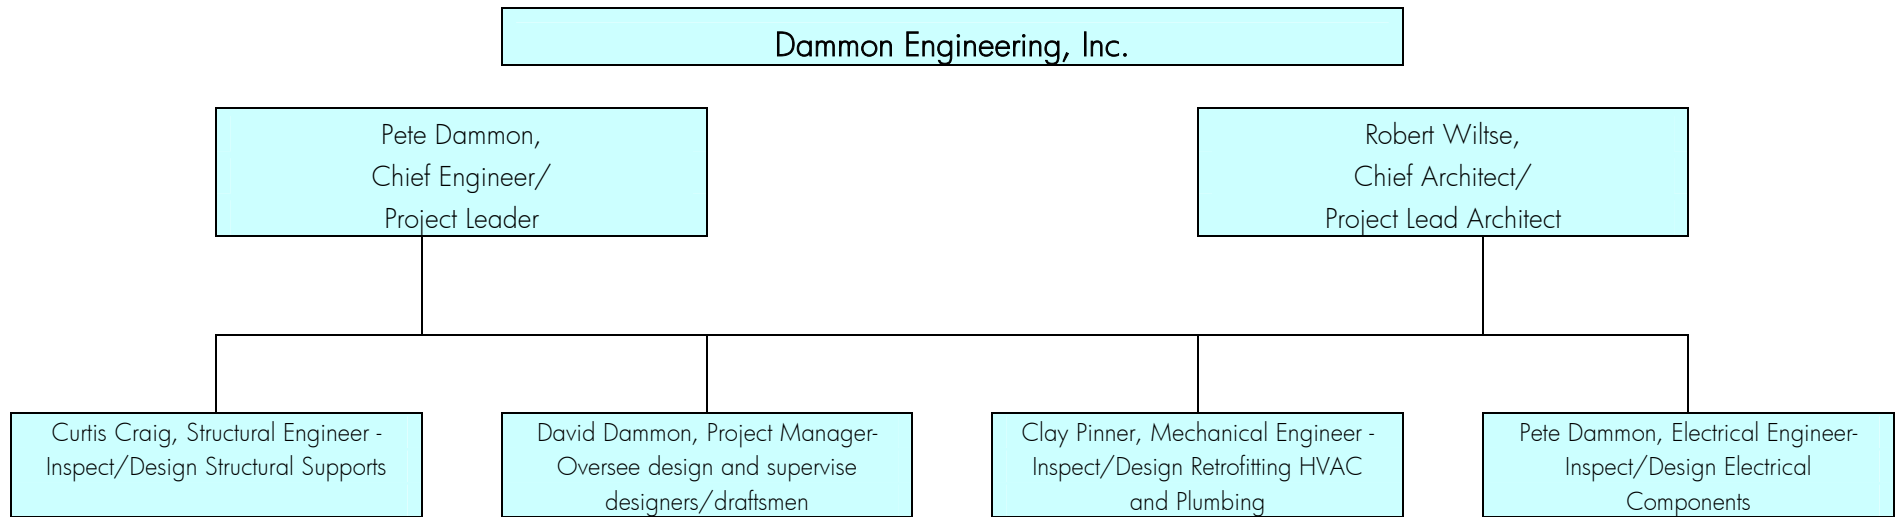 Dammon Engineering, Inc.
Pete Dammon,
Chief Engineer/
Project Leader
Robert Wiltse,
Chief Architect/
Project Lead Architect
Curtis Craig, Structural Engineer -
Inspect/Design Structural Supports
David Dammon, Project Manager-
Oversee design and supervise
designers/draftsmen
Clay Pinner, Mechanical Engineer -
Inspect/Design Retrofitting HVAC
and Plumbing
Pete Dammon, Electrical Engineer-
Inspect/Design Electrical
Components